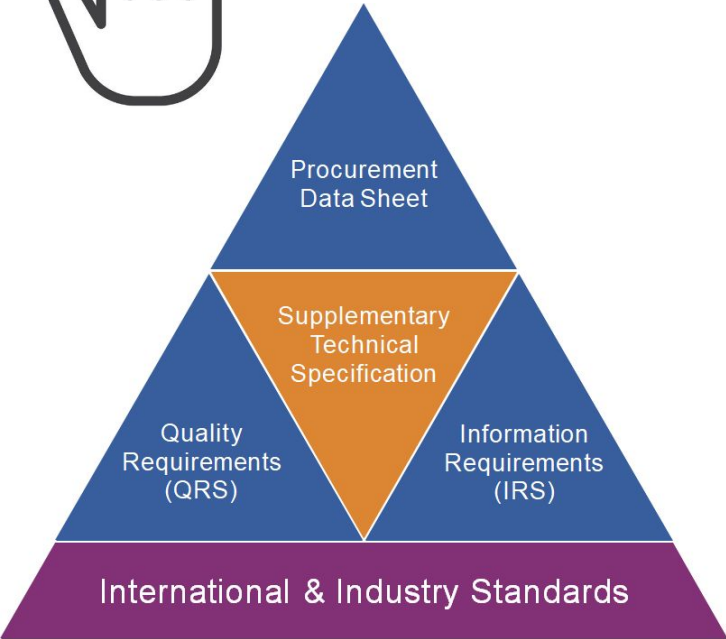 Procurement
Data Sheet
Supplementary
Technical
Specification
Quality
Requirements
(QRS)
Information
Requirements
(IRS)
International & Industry Standards